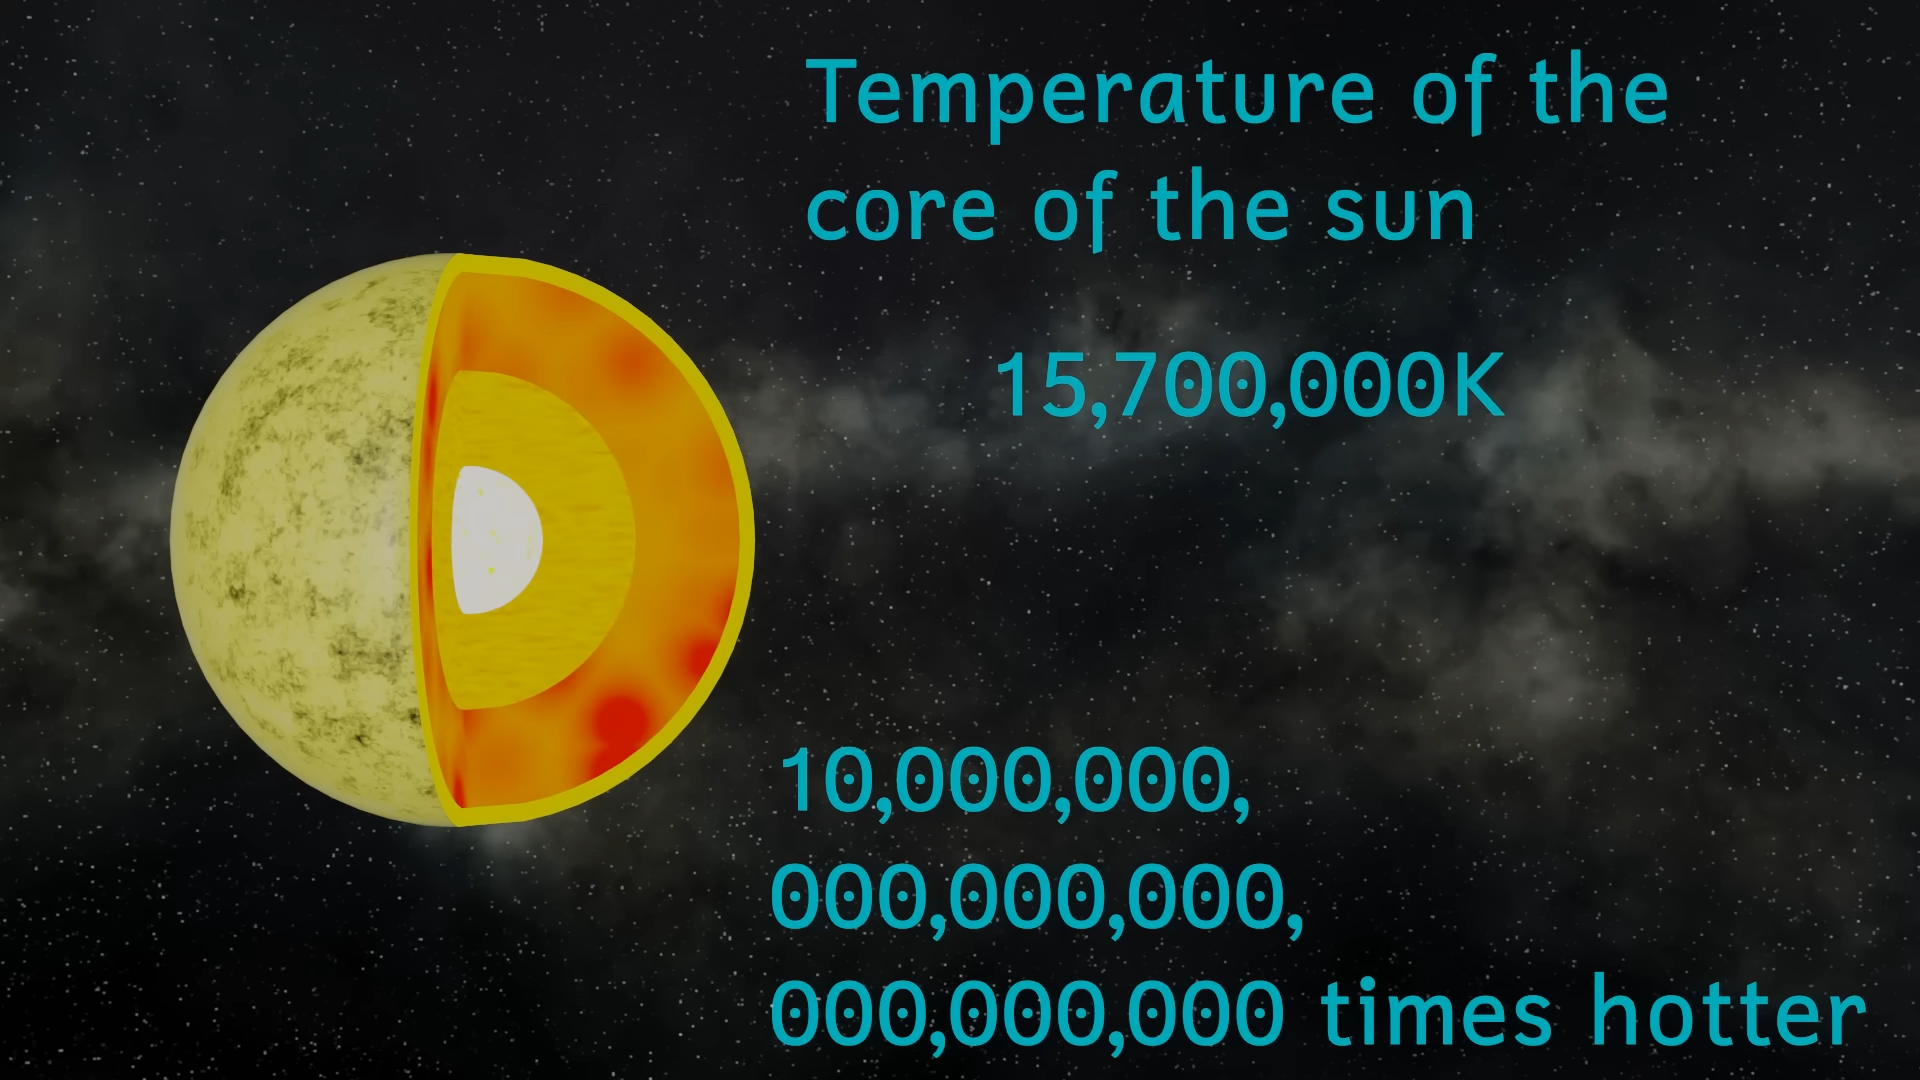 Temperature of the
core of the sun
15,700,000K
10,000,000,
000,000,000,
000,000,000 times hotter